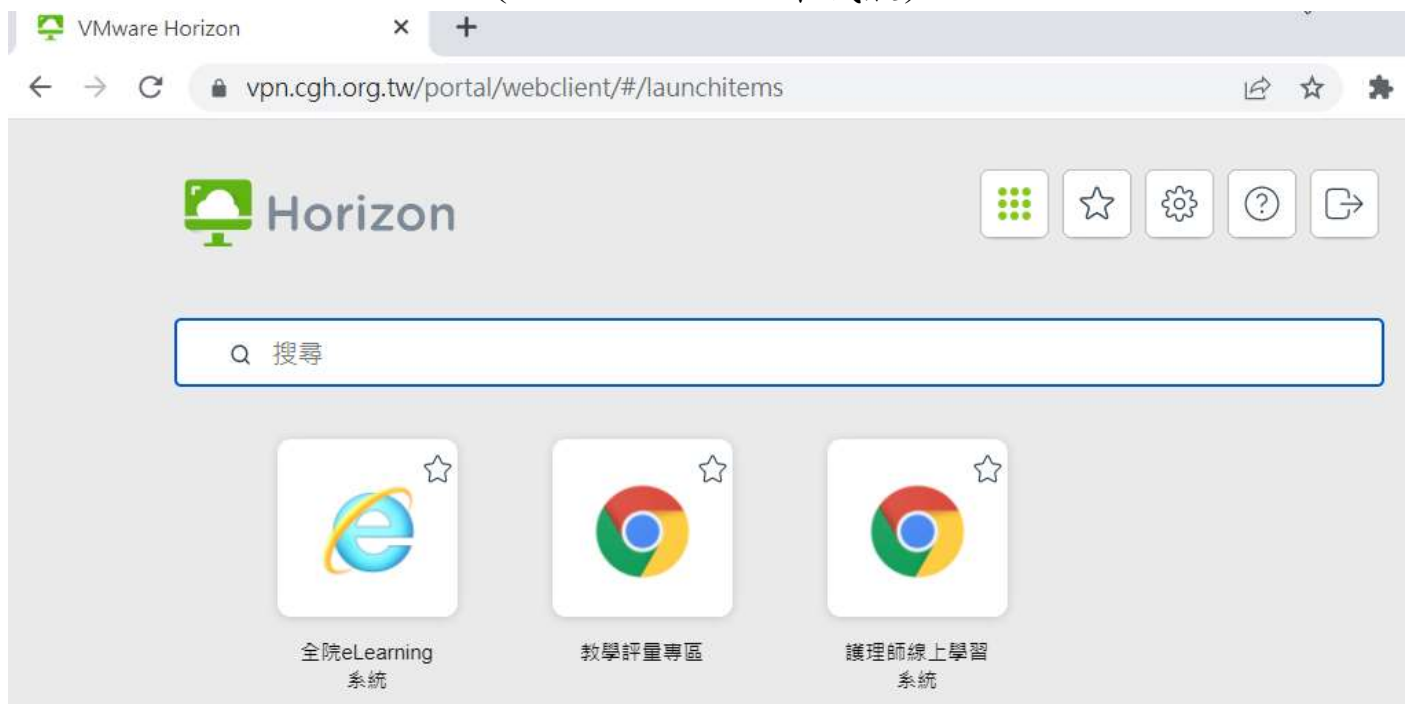 VMware Horizon
vpn.cgh.org.tw/portal/webclient/#/launchitems
Horizon
搜尋
全院eLearning
系統
教學評量專區
護理師線上學習
系統